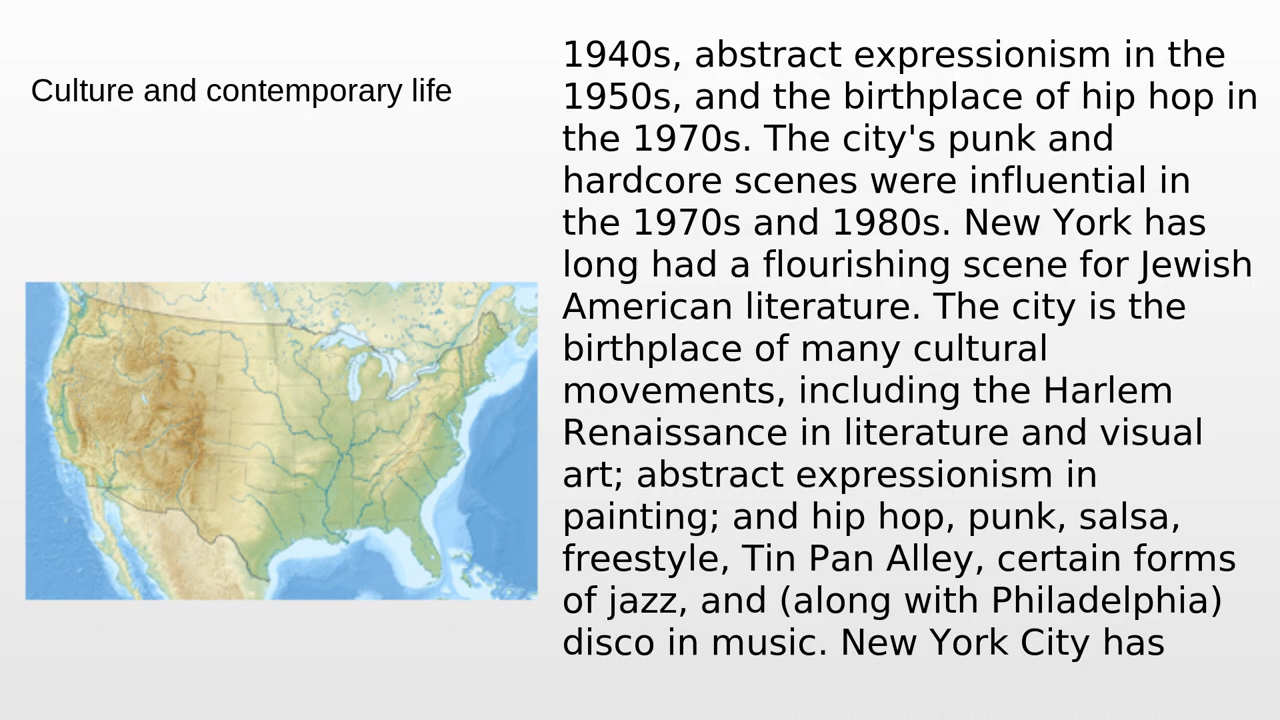 Culture and contemporary life
1940s, abstract expressionism in the
1950s, and the birthplace of hip hop in
the 1970s. The city's punk and
hardcore scenes were influential in
the 1970s and 1980s. New York has
long had a flourishing scene for Jewish
American literature. The city is the
birthplace of many cultural
movements, including the Harlem
Renaissance in literature and visual
art; abstract expressionism in
painting; and hip hop, punk, salsa,
freestyle, Tin Pan Alley, certain forms
of jazz, and (along with Philadelphia)
disco in music. New York City has